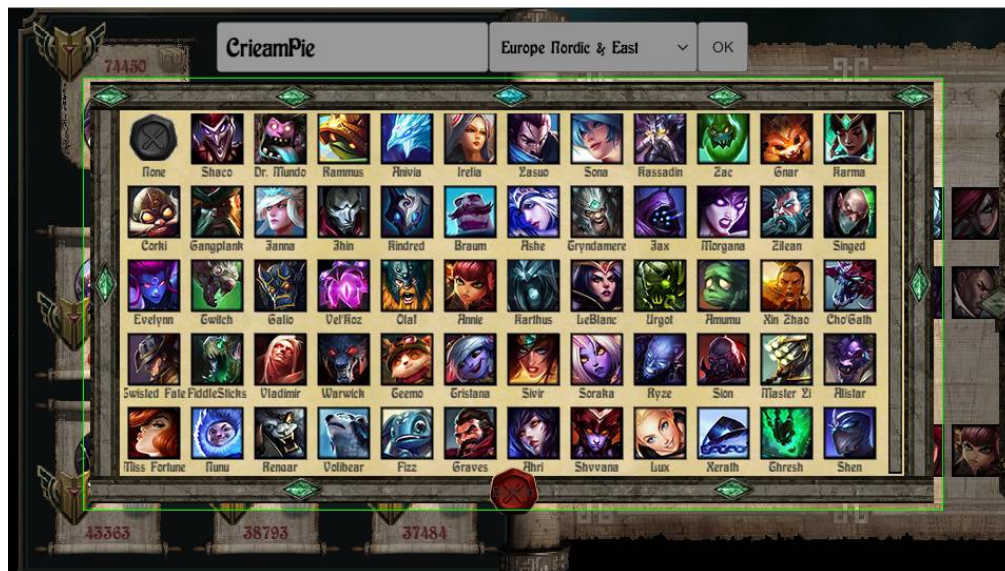 CrieamPie Europe Nordic & East OK
74450
None Shaco Dr. Mundo Rammus Anivia Irelia Yasuo Sona Kassadin Zac Gnar Karma
Corki Gangplank Janna Jhin Kindred Braum Ashe Tryndamere Jax Morgana Zilean Singed
Evelynn Twitch Galio Vel'Koz Olaf Annie Karthus LeBlanc Urgot Amumu Xin Zhao Cho'Gath
Twisted Fate FiddleSticks Vladimir Warwick Teemo Tristana Sivir Soraka Ryze Sion Master Yi Alistar
Miss Fortune Nunu Rengar Volibear Fizz Graves Ahri Shyvana Lux Xerath Thresh Shen
43363 38793 37484